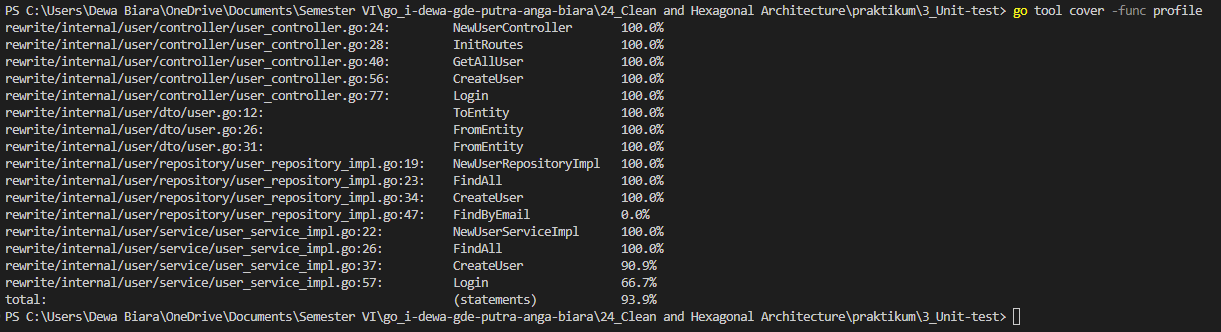 PS C:\Users\Dewa Biara\OneDrive\Documents\Semester VI\go_i-dewa-gde-putra-anga-biara\24_Clean and Hexagonal Architecture\praktikum\3_Unit-test> go tool cover -func profile
rewrite/internal/user/controller/user_controller.go:24: NewUserController 100.0%
rewrite/internal/user/controller/user_controller.go:28: InitRoutes 100.0%
rewrite/internal/user/controller/user_controller.go:40: GetAllUser 100.0%
rewrite/internal/user/controller/user_controller.go:56: CreateUser 100.0%
rewrite/internal/user/controller/user_controller.go:77: Login 100.0%
rewrite/internal/user/dto/user.go:12: ToEntity 100.0%
rewrite/internal/user/dto/user.go:26: FromEntity 100.0%
rewrite/internal/user/dto/user.go:31: FromEntity 100.0%
rewrite/internal/user/repository/user_repository_impl.go:19: NewUserRepositoryImpl 100.0%
rewrite/internal/user/repository/user_repository_impl.go:23: FindAll 100.0%
rewrite/internal/user/repository/user_repository_impl.go:34: CreateUser 100.0%
rewrite/internal/user/repository/user_repository_impl.go:47: FindByEmail 0.0%
rewrite/internal/user/service/user_service_impl.go:22: NewUserServiceImpl 100.0%
rewrite/internal/user/service/user_service_impl.go:26: FindAll 100.0%
rewrite/internal/user/service/user_service_impl.go:37: CreateUser 90.9%
rewrite/internal/user/service/user_service_impl.go:57: Login 66.7%
total: (statements) 93.9%
PS C:\Users\Dewa Biara\OneDrive\Documents\Semester VI\go_i-dewa-gde-putra-anga-biara\24_Clean and Hexagonal Architecture\praktikum\3_Unit-test>